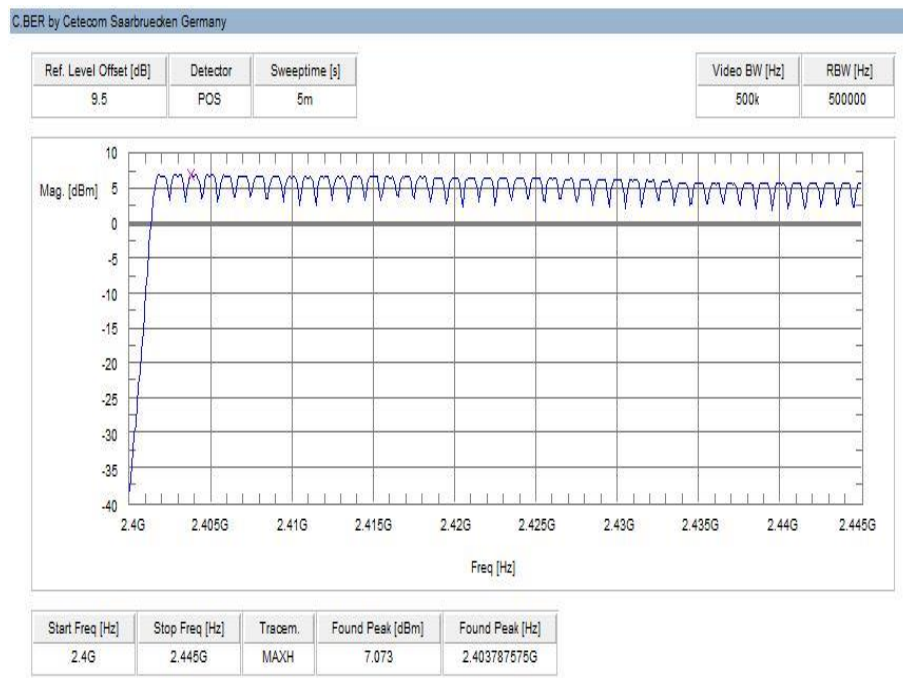 C.BER by Cetecom Saarbruecken Germany
Ref. Level Offset [dB] Detector Sweeptime [s] Video BW [Hz] RBW [Hz]
9.5 POS 5m 500k 500000
Mag. [dBm]
10
5
0
-5
-10
-15
-20
-25
-30
-35
-40
2.4G 2.405G 2.41G 2.415G 2.42G 2.425G 2.43G 2.435G 2.44G 2.445G
Freq [Hz]
Start Freq [Hz] Stop Freq [Hz] Tracem. Found Peak [dBm] Found Peak [Hz]
2.4G 2.445G MAXH 7.073 2.403787575G